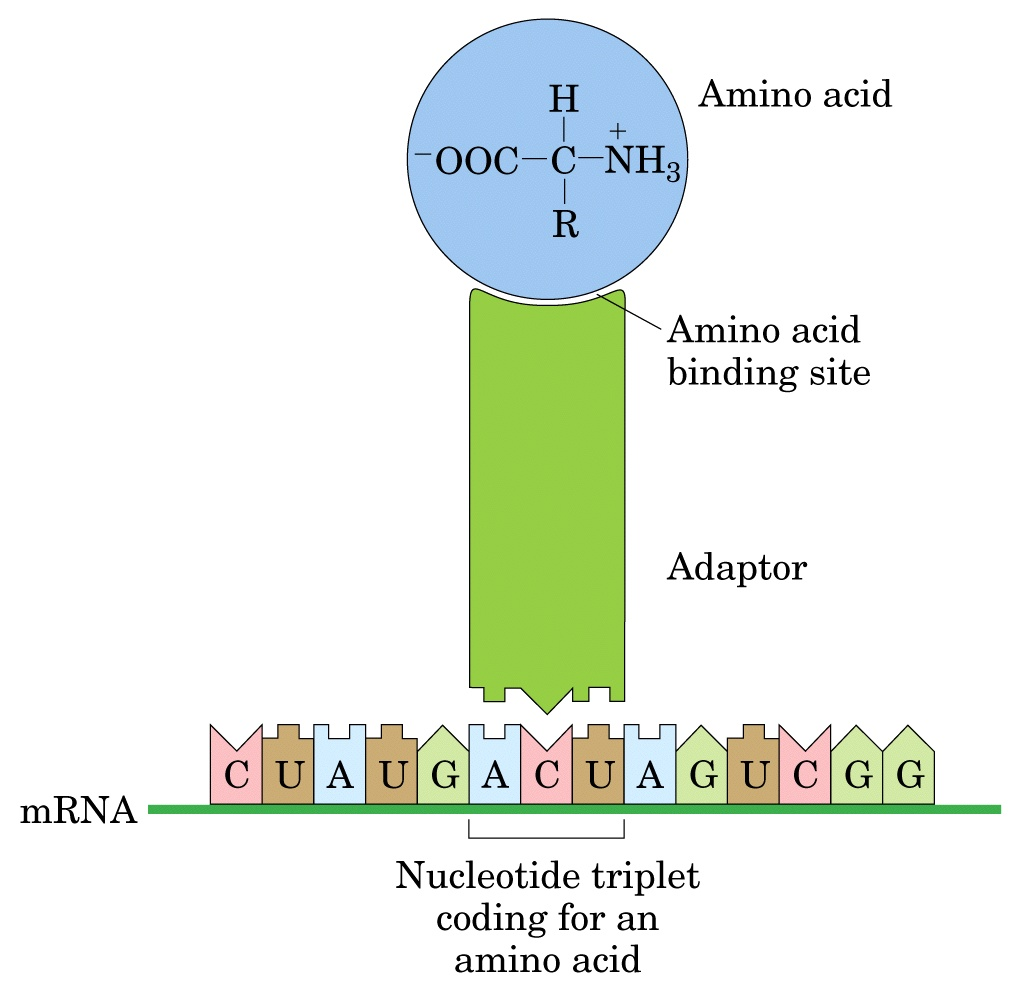 H
Amino acid
+
⁻OOC—C—NH₃
R
Amino acid
binding site
Adaptor
C U A U G A C U A G U C G G
mRNA
Nucleotide triplet
coding for an
amino acid